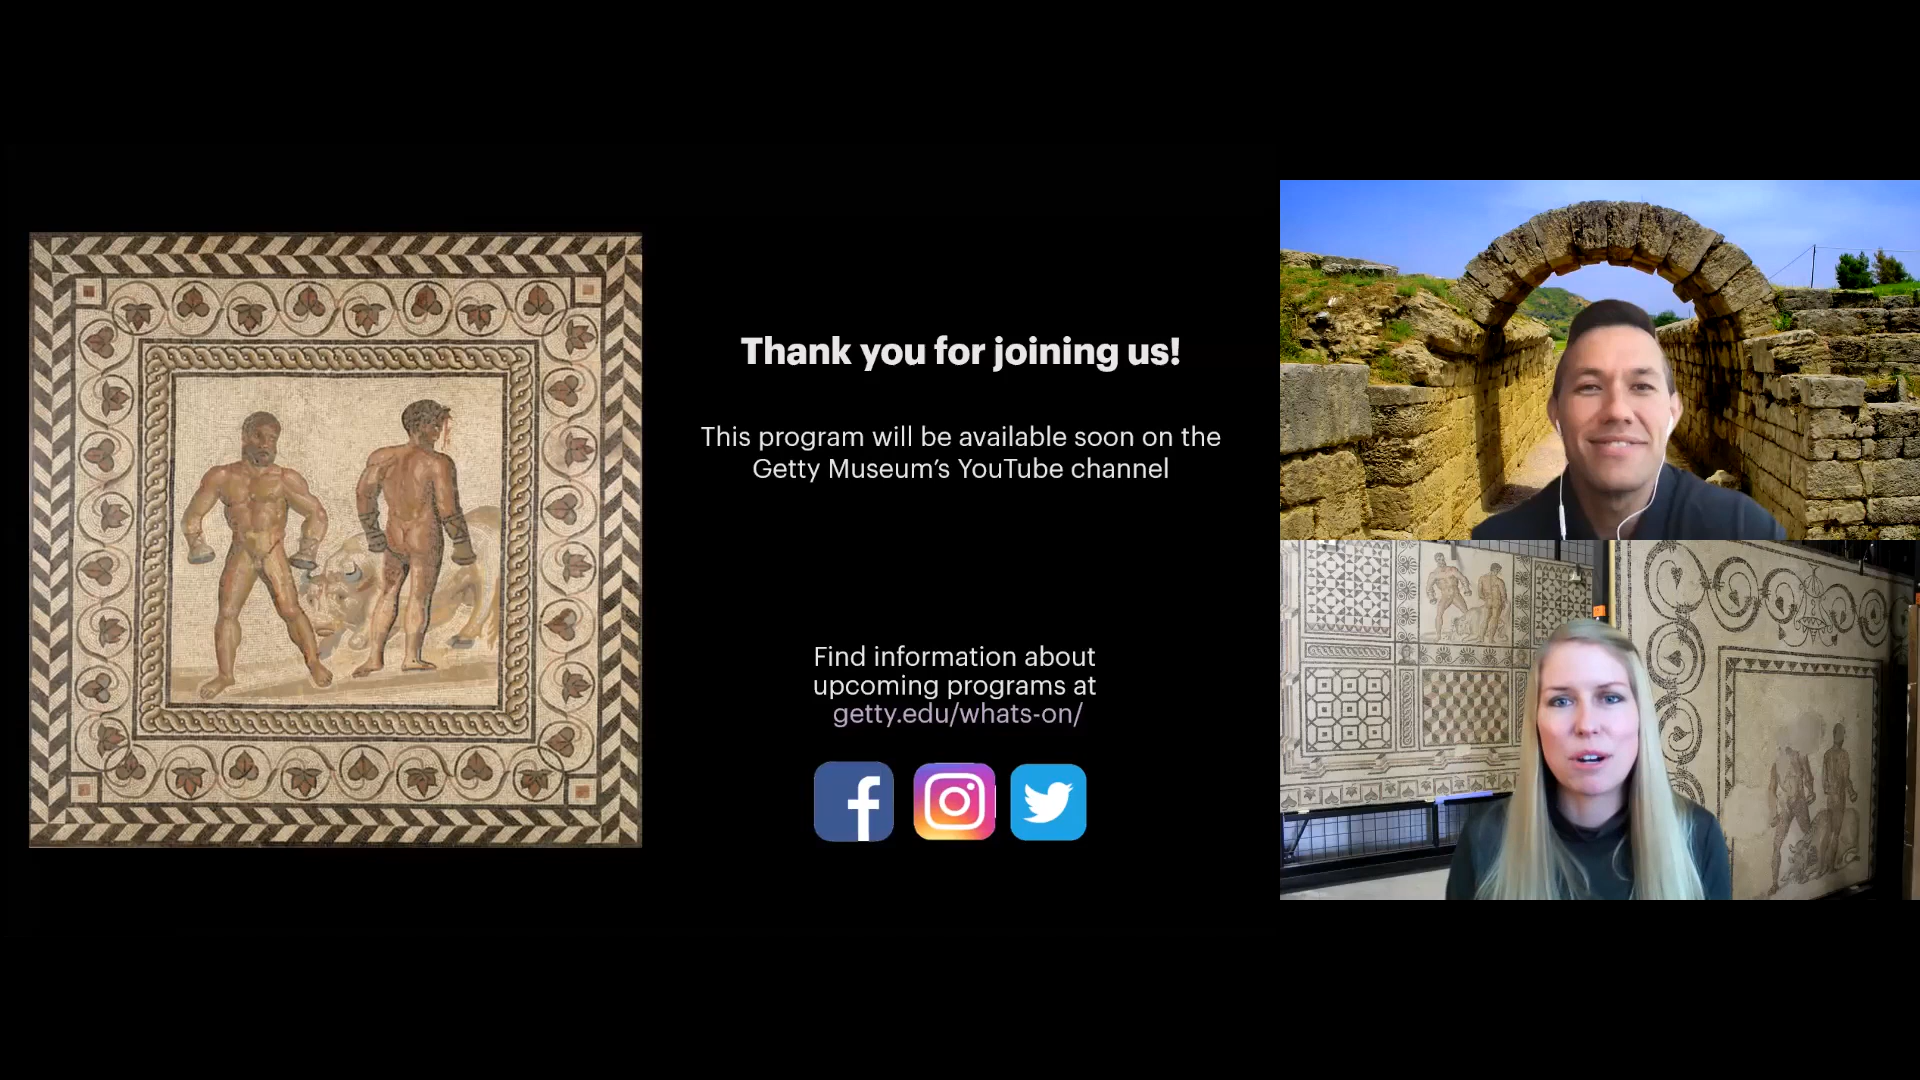 Thank you for joining us!
This program will be available soon on the
Getty Museum’s YouTube channel
Find information about
upcoming programs at
getty.edu/whats-on/